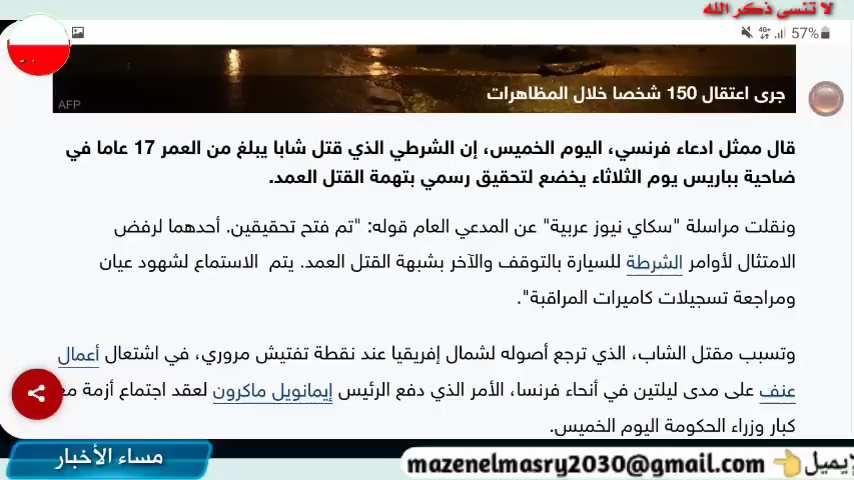 لا تنسى ذكر الله
4G+ 57%
جرى اعتقال 150 شخصا خلال المظاهرات
AFP
قال ممثل ادعاء فرنسي، اليوم الخميس، إن الشرطي الذي قتل شابا يبلغ من العمر 17 عاما في
ضاحية بباريس يوم الثلاثاء يخضع لتحقيق رسمي بتهمة القتل العمد.
ونقلت مراسلة "سكاي نيوز عربية" عن المدعي العام قوله: "تم فتح تحقيقين. أحدهما لرفض
الامتثال لأوامر الشرطة للسيارة بالتوقف والآخر بشبهة القتل العمد. يتم الاستماع لشهود عيان
ومراجعة تسجيلات كاميرات المراقبة".
وتسبب مقتل الشاب، الذي ترجع أصوله لشمال إفريقيا عند نقطة تفتيش مروري، في اشتعال أعمال
عنف على مدى ليلتين في أنحاء فرنسا، الأمر الذي دفع الرئيس إيمانويل ماكرون لعقد اجتماع أزمة
كبار وزراء الحكومة اليوم الخميس.
مساء الأخبار
mazenelmasry2030@gmail.com